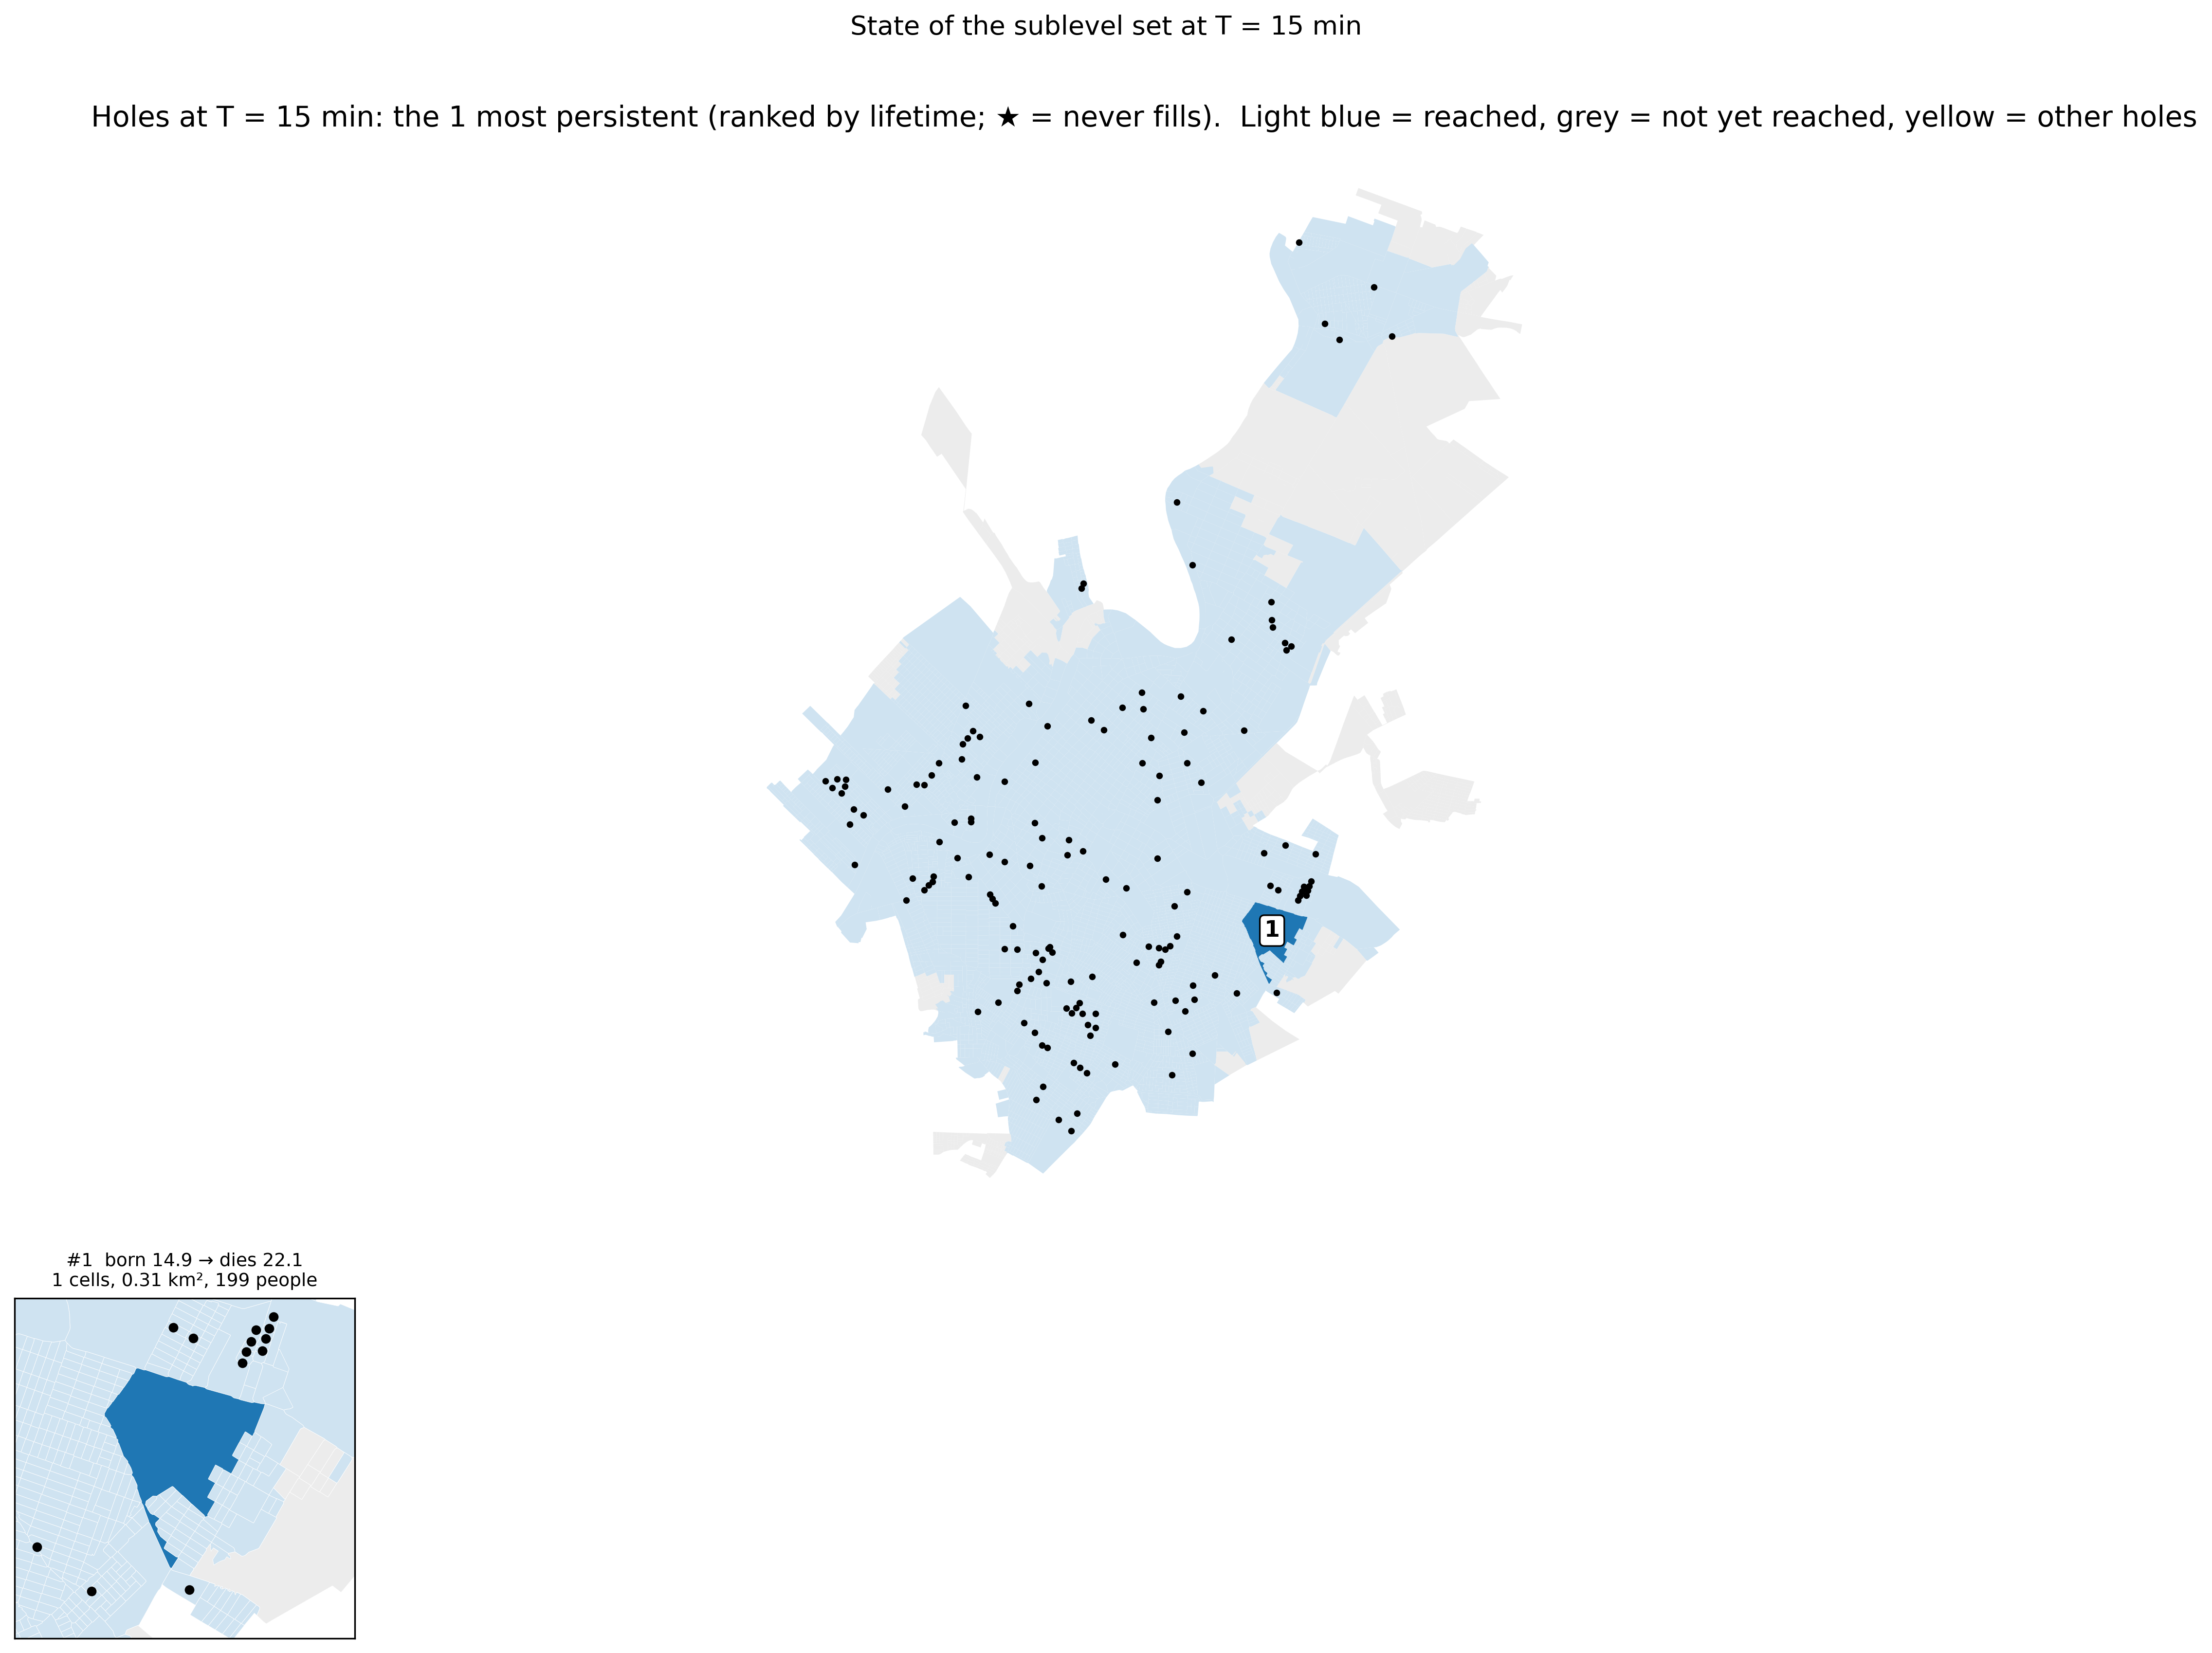 State of the sublevel set at T = 15 min
Holes at T = 15 min: the 1 most persistent (ranked by lifetime; ★ = never fills).  Light blue = reached, grey = not yet reached, yellow = other holes
1
#1  born 14.9 → dies 22.1
1 cells, 0.31 km², 199 people